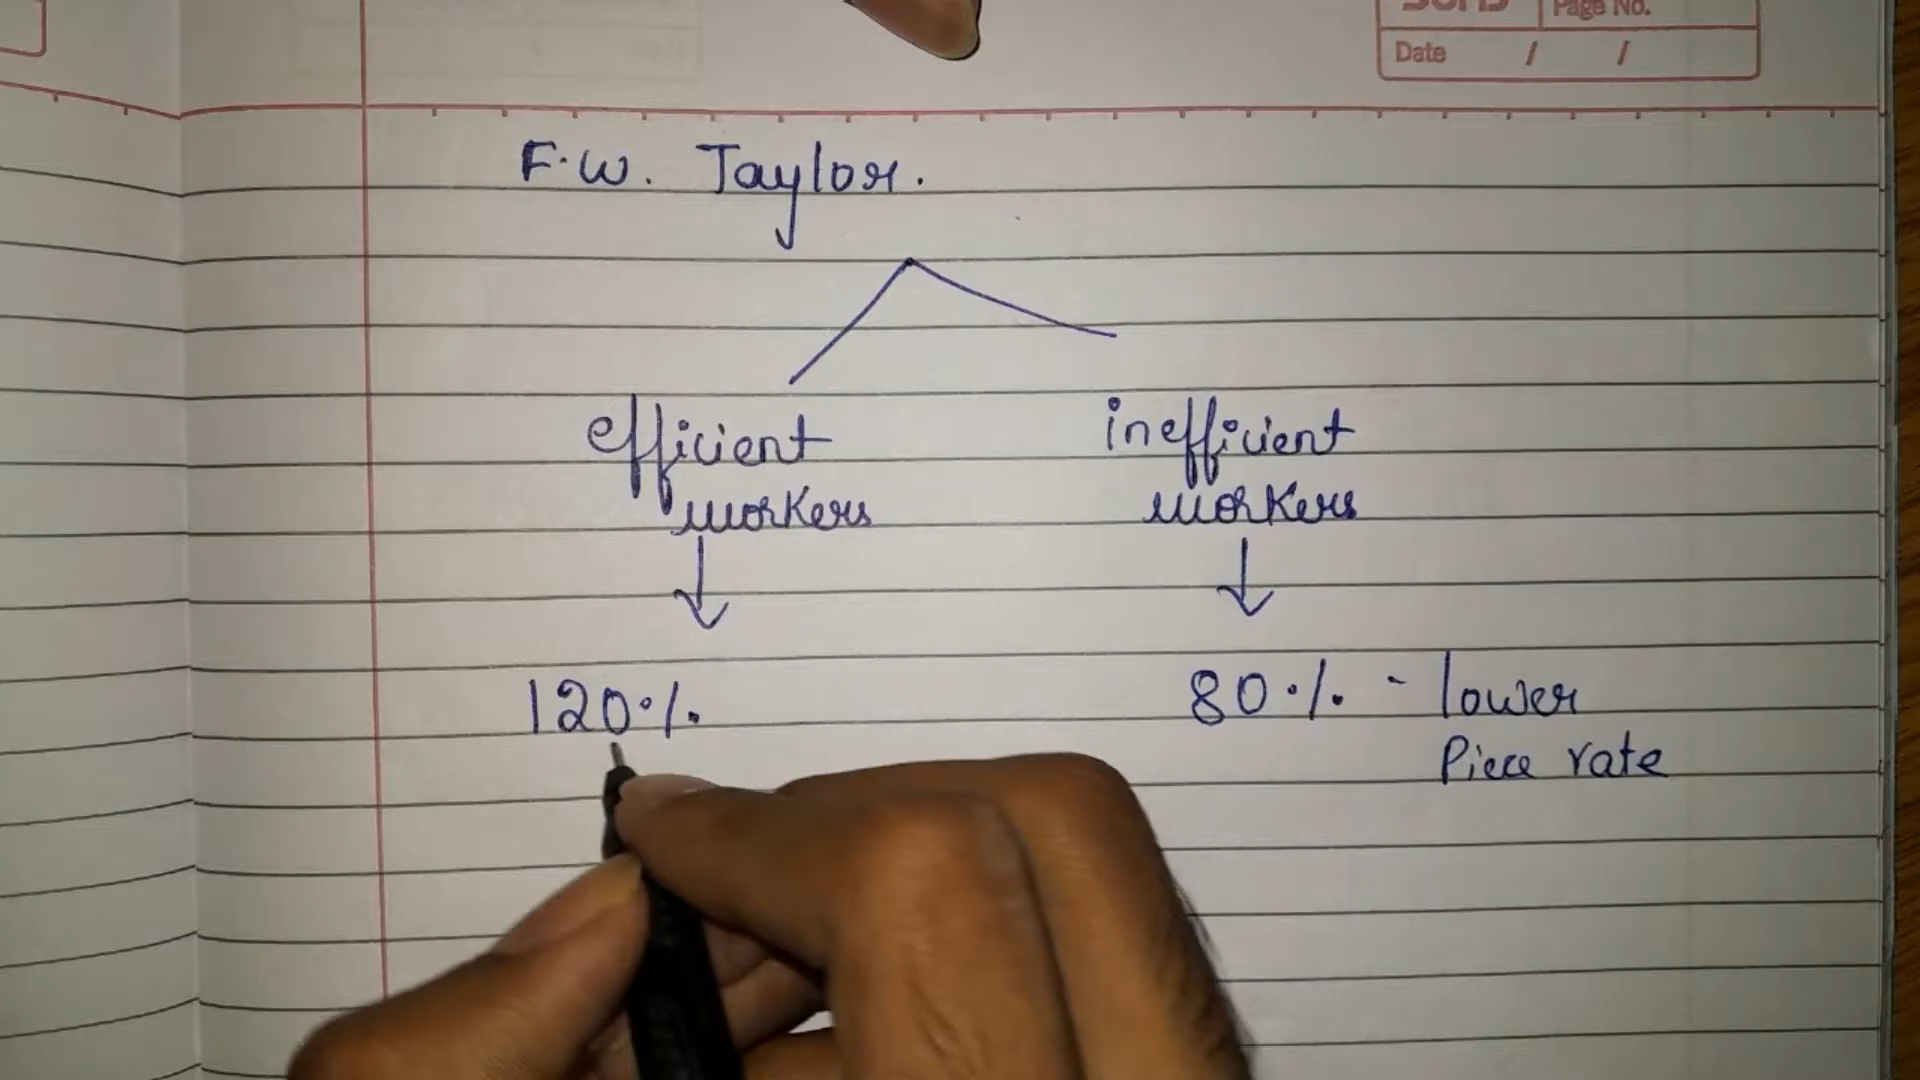 Page No.
Date / /
F.W. Taylor.
efficient workers
inefficient workers
120%
80% - lower
Piece rate